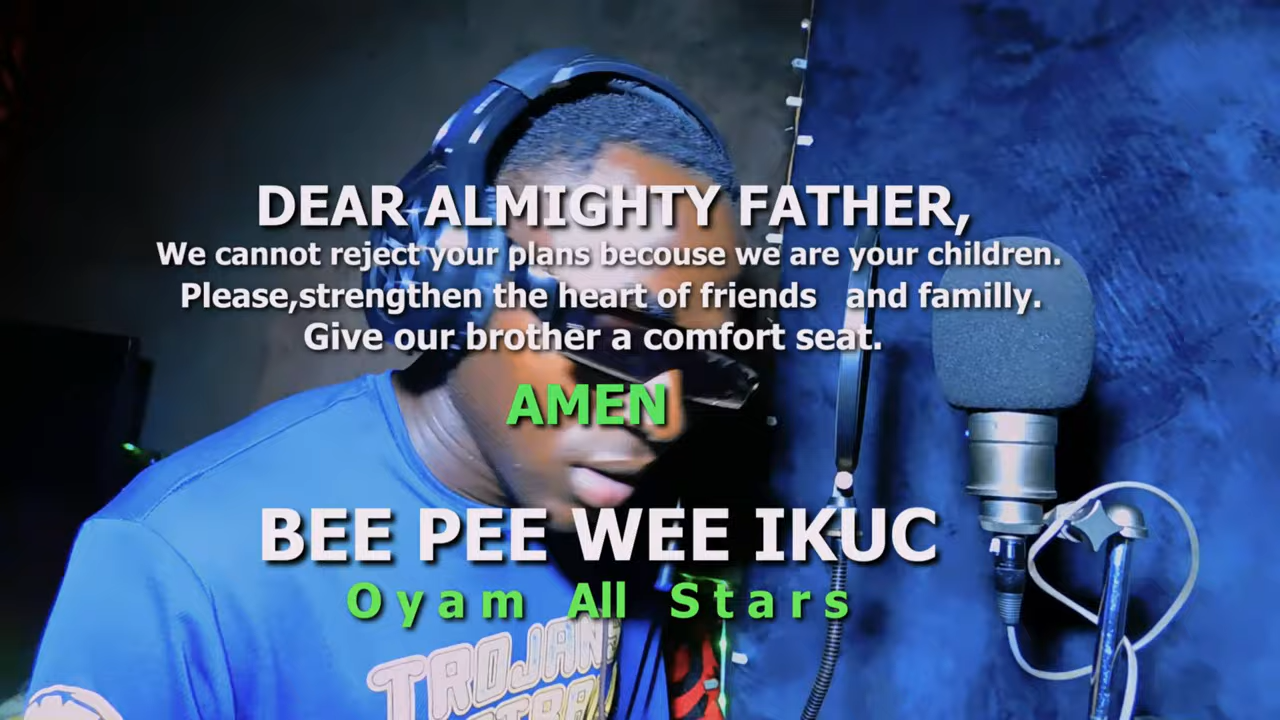 DEAR ALMIGHTY FATHER,
We cannot reject your plans becouse we are your children.
Please,strengthen the heart of friends and familly.
Give our brother a comfort seat.
AMEN
BEE PEE WEE IKUC
Oyam All Stars
TROJAN